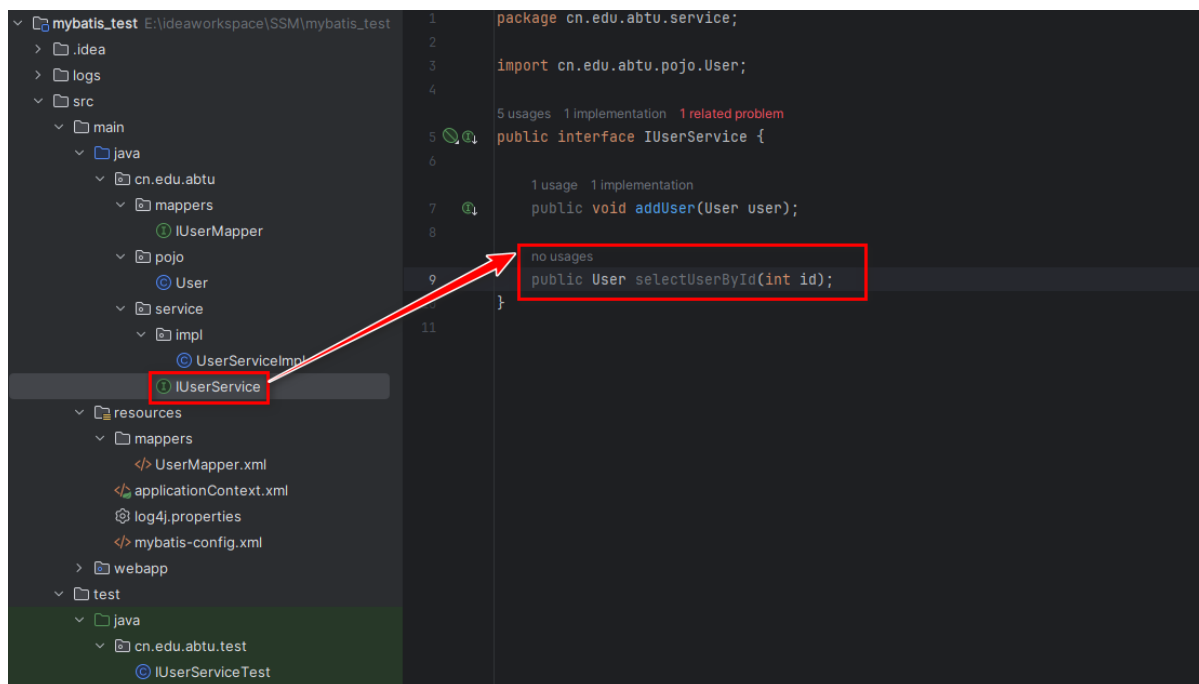 mybatis_test E:\ideaworkspace\SSM\mybatis_test
.idea
logs
src
main
java
cn.edu.abtu
mappers
IUserMapper
pojo
User
service
impl
UserServiceImpl
IUserService
resources
mappers
UserMapper.xml
applicationContext.xml
log4j.properties
mybatis-config.xml
webapp
test
java
cn.edu.abtu.test
IUserServiceTest
1 package cn.edu.abtu.service;
2
3 import cn.edu.abtu.pojo.User;
4
5 usages 1 implementation 1 related problem
5 public interface IUserService {
6
1 usage 1 implementation
7 public void addUser(User user);
8
no usages
9 public User selectUserById(int id);
10 }
11